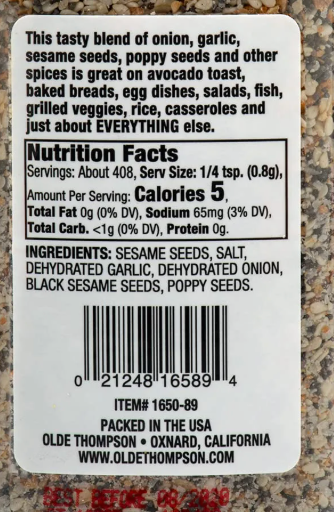 This tasty blend of onion, garlic,
sesame seeds, poppy seeds and other
spices is great on avocado toast,
baked breads, egg dishes, salads, fish,
grilled veggies, rice, casseroles and
just about EVERYTHING else.
Nutrition Facts
Servings: About 408, Serv Size: 1/4 tsp. (0.8g),
Amount Per Serving: Calories 5,
Total Fat 0g (0% DV), Sodium 65mg (3% DV),
Total Carb. <1g (0% DV), Protein 0g.
INGREDIENTS: SESAME SEEDS, SALT,
DEHYDRATED GARLIC, DEHYDRATED ONION,
BLACK SESAME SEEDS, POPPY SEEDS.
0 21248 16589 4
ITEM# 1650-89
PACKED IN THE USA
OLDE THOMPSON • OXNARD, CALIFORNIA
WWW.OLDETHOMPSON.COM
BEST BEFORE 08/2020